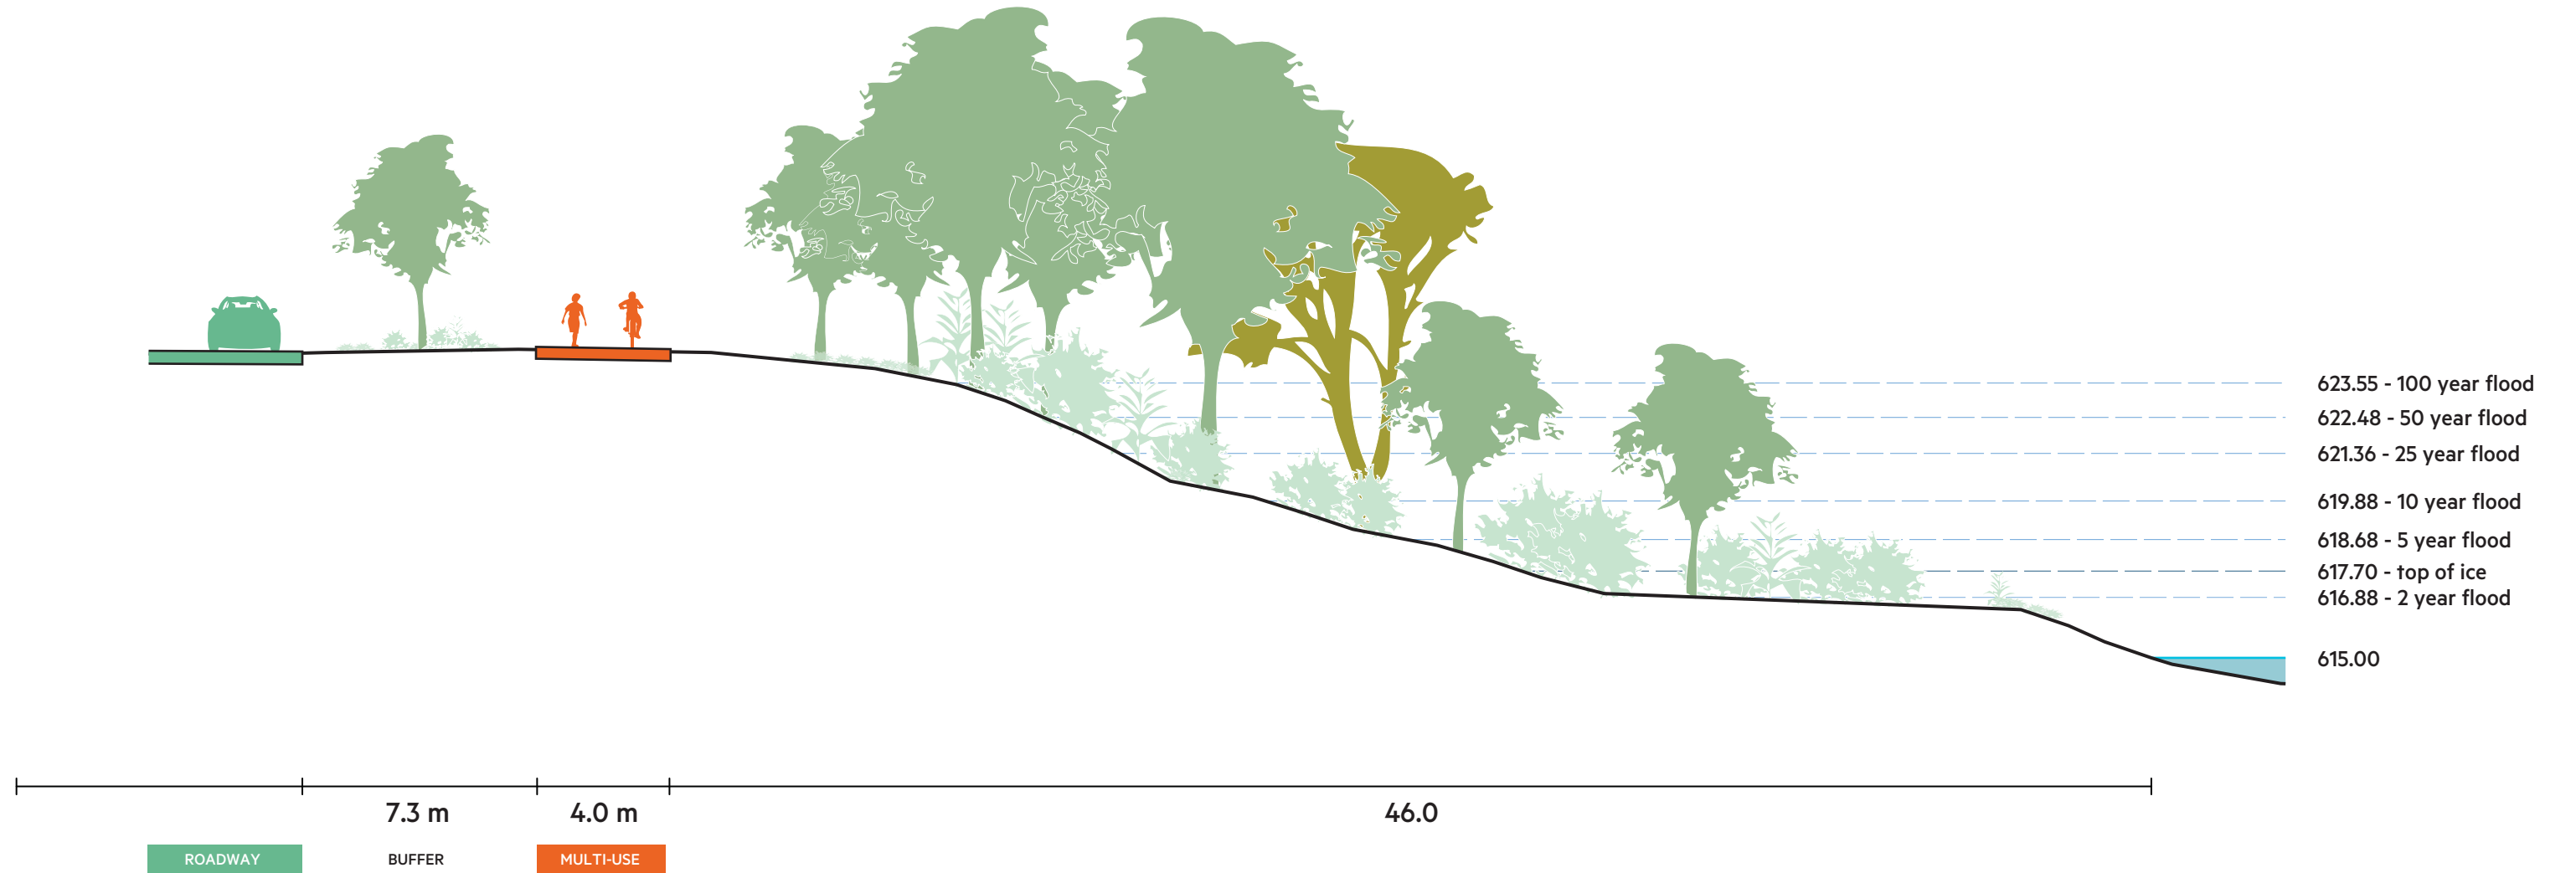 623.55 - 100 year flood
622.48 - 50 year flood
621.36 - 25 year flood
619.88 - 10 year flood
618.68 - 5 year flood
617.70 - top of ice
616.88 - 2 year flood
615.00
7.3 m 4.0 m 46.0
ROADWAY BUFFER MULTI-USE